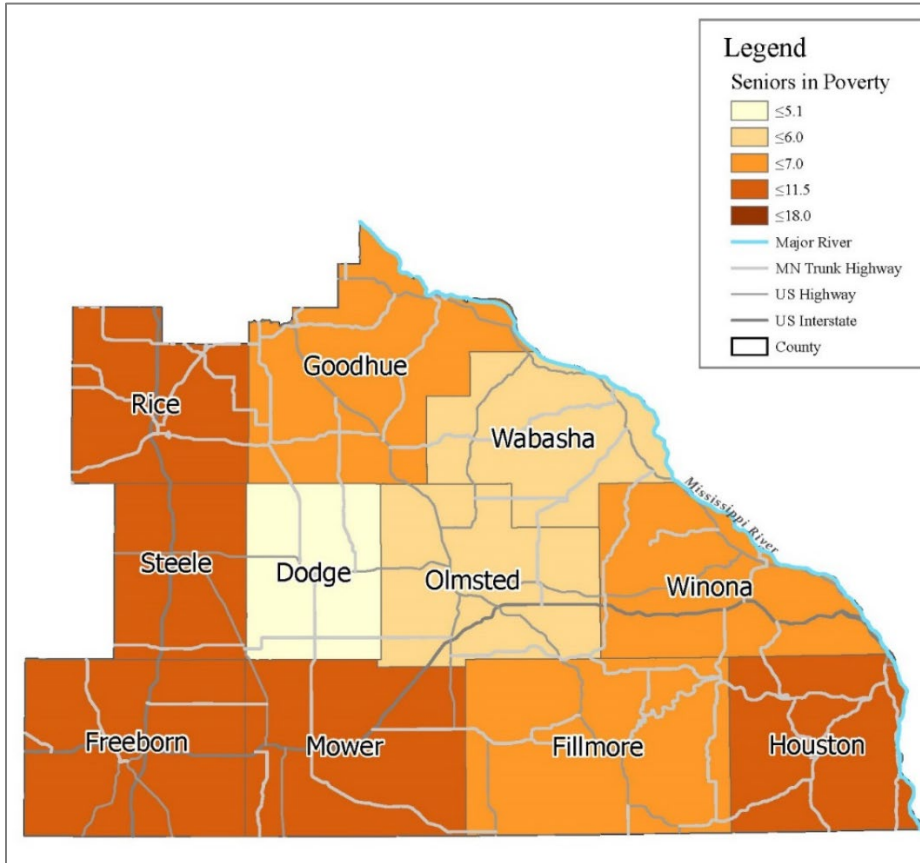 Legend
Seniors in Poverty
≤5.1
≤6.0
≤7.0
≤11.5
≤18.0
Major River
MN Trunk Highway
US Highway
US Interstate
County
Goodhue
Rice
Wabasha
Mississippi River
Steele
Dodge
Olmsted
Winona
Freeborn
Mower
Fillmore
Houston